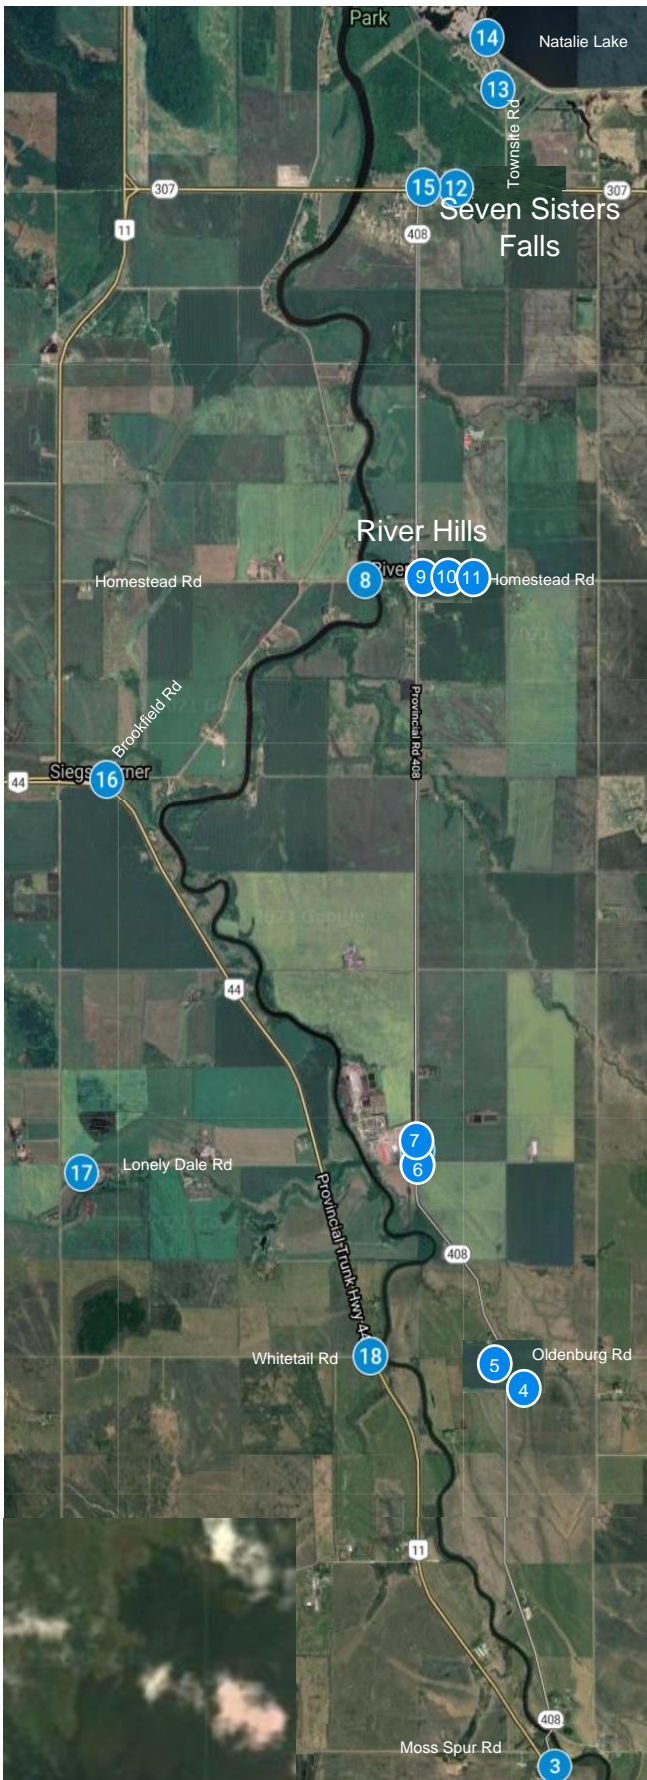 Park
14
Natalie Lake
13
Townsite Rd
307
15
12
307
Seven Sisters
Falls
11
408
River Hills
8
River
9
10
11
Homestead Rd
Homestead Rd
Provincial Rd 408
Brookfield Rd
44
16
44
7
6
17
Lonely Dale Rd
Provincial Trunk Hwy 44
408
Whitetail Rd
18
5
Oldenburg Rd
4
11
408
Moss Spur Rd
3